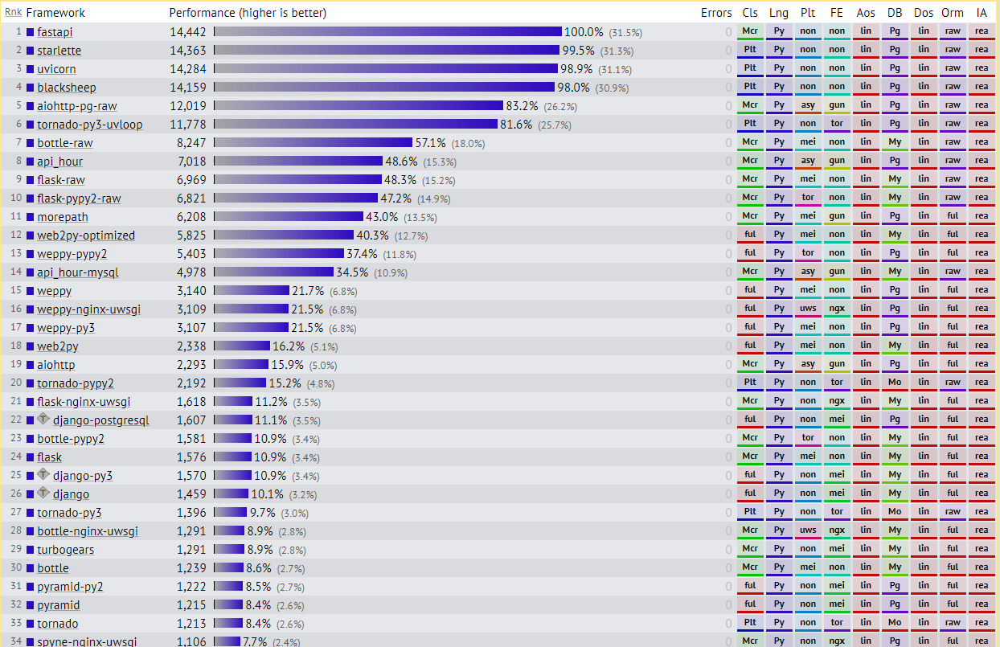 Rnk Framework Performance (higher is better) Errors Cls Lng Plt FE Aos DB Dos Orm IA
1 fastapi 14,442 100.0% (31.5%) 0 Mcr Py non non lin Pg lin raw rea
2 starlette 14,363 99.5% (31.3%) 0 Plt Py non non lin Pg lin raw rea
3 uvicorn 14,284 98.9% (31.1%) 0 Plt Py non non lin Pg lin raw rea
4 blacksheep 14,159 98.0% (30.9%) 0 Plt Py non non lin Pg lin raw rea
5 aiohttp-pg-raw 12,019 83.2% (26.2%) 0 Mcr Py asy gun lin Pg lin raw rea
6 tornado-py3-uvloop 11,778 81.6% (25.7%) 0 Plt Py non tor lin Pg lin raw rea
7 bottle-raw 8,247 57.1% (18.0%) 0 Mcr Py mei non lin My lin raw rea
8 api_hour 7,018 48.6% (15.3%) 0 Mcr Py asy gun lin Pg lin raw rea
9 flask-raw 6,969 48.3% (15.2%) 0 Mcr Py mei non lin My lin raw rea
10 flask-pypy2-raw 6,821 47.2% (14.9%) 0 Mcr Py tor non lin My lin raw rea
11 morepath 6,208 43.0% (13.5%) 0 Mcr Py mei gun lin Pg lin ful rea
12 web2py-optimized 5,825 40.3% (12.7%) 0 ful Py mei non lin My lin ful rea
13 weppy-pypy2 5,403 37.4% (11.8%) 0 ful Py tor non lin Pg lin ful rea
14 api_hour-mysql 4,978 34.5% (10.9%) 0 Mcr Py asy gun lin My lin raw rea
15 weppy 3,140 21.7% (6.8%) 0 ful Py mei non lin Pg lin ful rea
16 weppy-nginx-uwsgi 3,109 21.5% (6.8%) 0 ful Py uws ngx lin Pg lin ful rea
17 weppy-py3 3,107 21.5% (6.8%) 0 ful Py mei non lin Pg lin ful rea
18 web2py 2,338 16.2% (5.1%) 0 ful Py mei non lin My lin ful rea
19 aiohttp 2,293 15.9% (5.0%) 0 Mcr Py asy gun lin Pg lin ful rea
20 tornado-pypy2 2,192 15.2% (4.8%) 0 Plt Py non tor lin Mo lin raw rea
21 flask-nginx-uwsgi 1,618 11.2% (3.5%) 0 Mcr Py non ngx lin My lin ful rea
22 T django-postgresql 1,607 11.1% (3.5%) 0 ful Py non mei lin Pg lin ful rea
23 bottle-pypy2 1,581 10.9% (3.4%) 0 Mcr Py tor non lin My lin ful rea
24 flask 1,576 10.9% (3.4%) 0 Mcr Py mei non lin My lin ful rea
25 T django-py3 1,570 10.9% (3.4%) 0 ful Py non mei lin My lin ful rea
26 T django 1,459 10.1% (3.2%) 0 ful Py non mei lin My lin ful rea
27 tornado-py3 1,396 9.7% (3.0%) 0 Plt Py non tor lin Mo lin raw rea
28 bottle-nginx-uwsgi 1,291 8.9% (2.8%) 0 Mcr Py uws ngx lin My lin ful rea
29 turbogears 1,291 8.9% (2.8%) 0 Mcr Py non mei lin My lin ful rea
30 bottle 1,239 8.6% (2.7%) 0 Mcr Py mei non lin My lin ful rea
31 pyramid-py2 1,222 8.5% (2.7%) 0 ful Py non mei lin Pg lin ful rea
32 pyramid 1,215 8.4% (2.6%) 0 ful Py non mei lin Pg lin ful rea
33 tornado 1,213 8.4% (2.6%) 0 Plt Py non tor lin Mo lin raw rea
34 spyne-nginx-uwsgi 1,106 7.7% (2.4%) 0 Mcr Py non ngx lin Pg lin ful rea